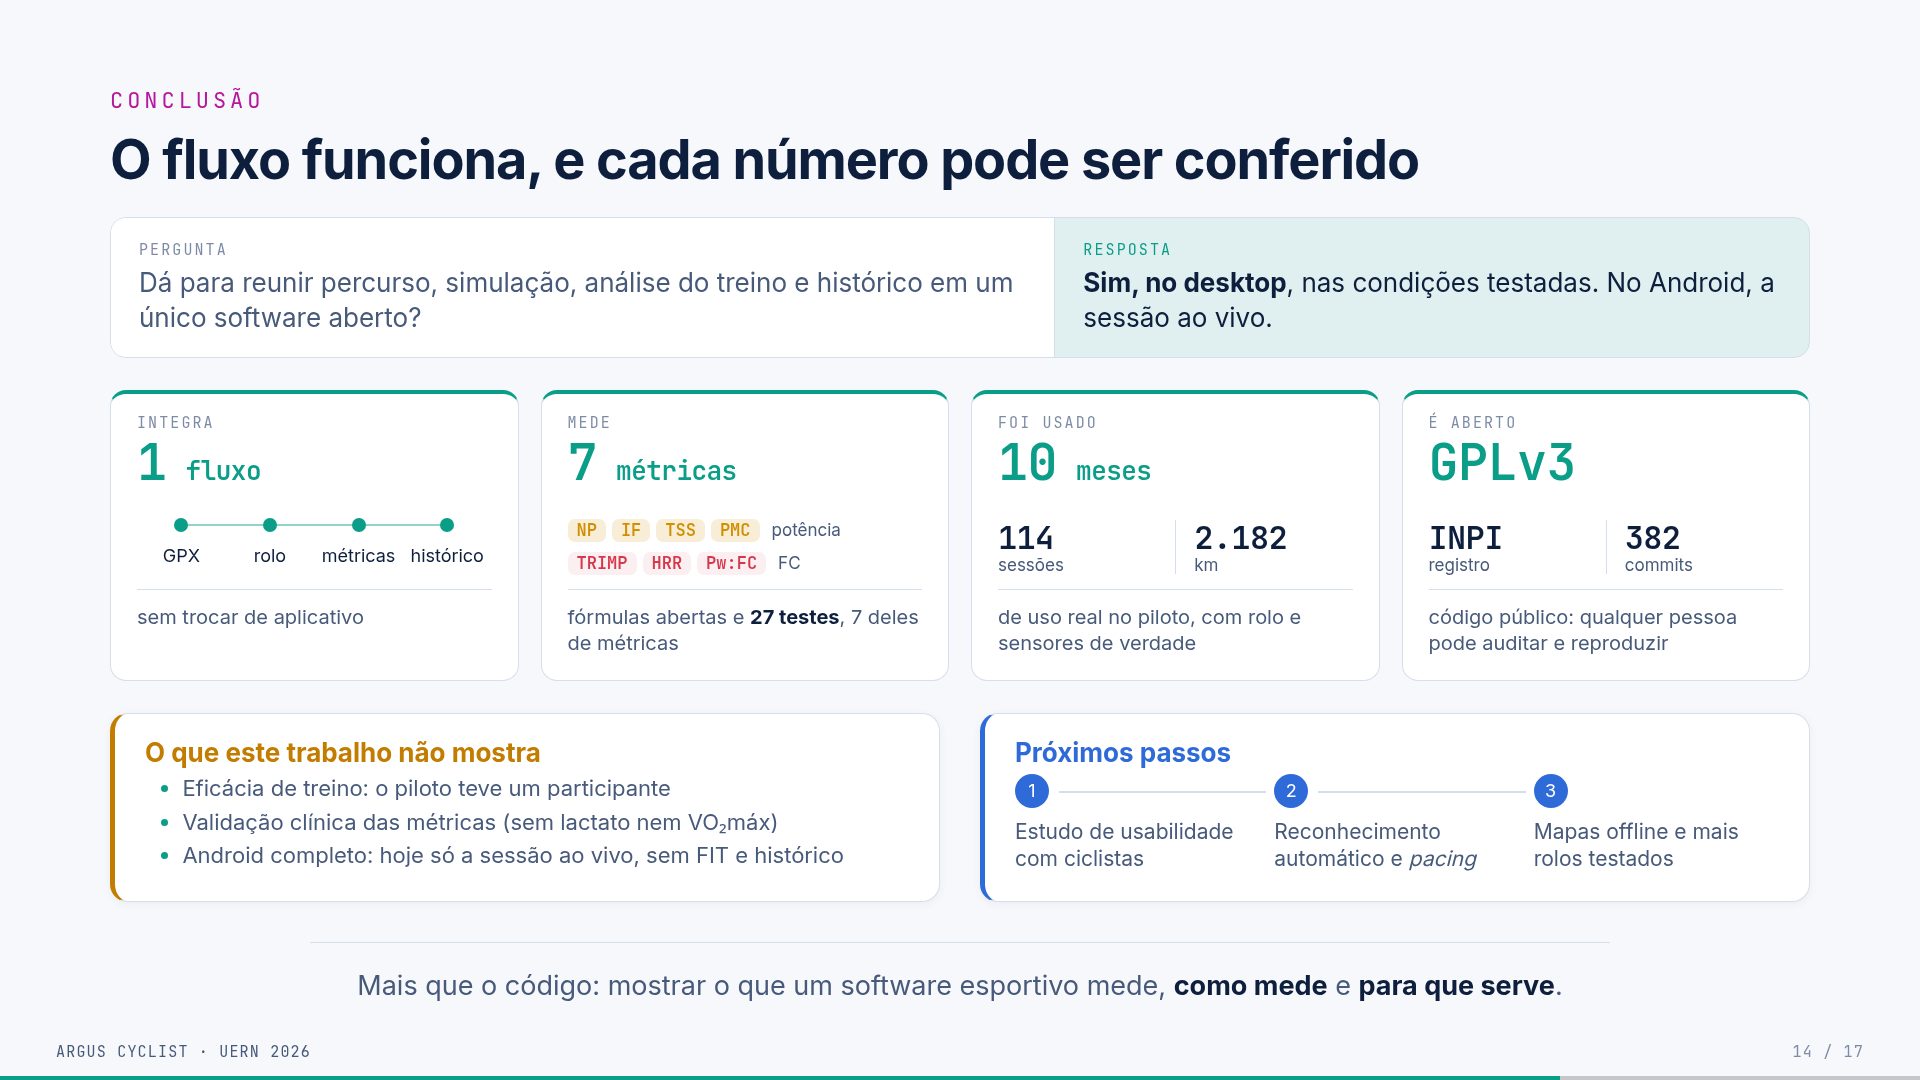 CONCLUSÃO
O fluxo funciona, e cada número pode ser conferido
PERGUNTA
Dá para reunir percurso, simulação, análise do treino e histórico em um
único software aberto?
RESPOSTA
Sim, no desktop, nas condições testadas. No Android, a
sessão ao vivo.
INTEGRA
1 fluxo
GPX rolo métricas histórico
sem trocar de aplicativo
MEDE
7 métricas
NP IF TSS PMC potência
TRIMP HRR Pw:FC FC
fórmulas abertas e 27 testes, 7 deles
de métricas
FOI USADO
10 meses
114 2.182
sessões km
de uso real no piloto, com rolo e
sensores de verdade
É ABERTO
GPLv3
INPI 382
registro commits
código público: qualquer pessoa
pode auditar e reproduzir
O que este trabalho não mostra
• Eficácia de treino: o piloto teve um participante
• Validação clínica das métricas (sem lactato nem VO₂máx)
• Android completo: hoje só a sessão ao vivo, sem FIT e histórico
Próximos passos
1
Estudo de usabilidade
com ciclistas
2
Reconhecimento
automático e pacing
3
Mapas offline e mais
rolos testados
Mais que o código: mostrar o que um software esportivo mede, como mede e para que serve.
ARGUS CYCLIST · UERN 2026
14 / 17